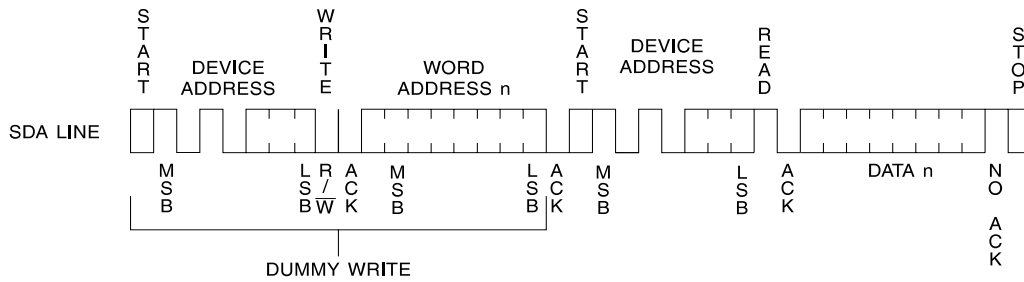 START
WRITE
START
READ
STOP
DEVICE
ADDRESS
WORD
ADDRESS n
DEVICE
ADDRESS
SDA LINE
MSB
LSB
R/W
ACK
MSB
LSB
ACK
MSB
LSB
ACK
DATA n
NO ACK
DUMMY WRITE